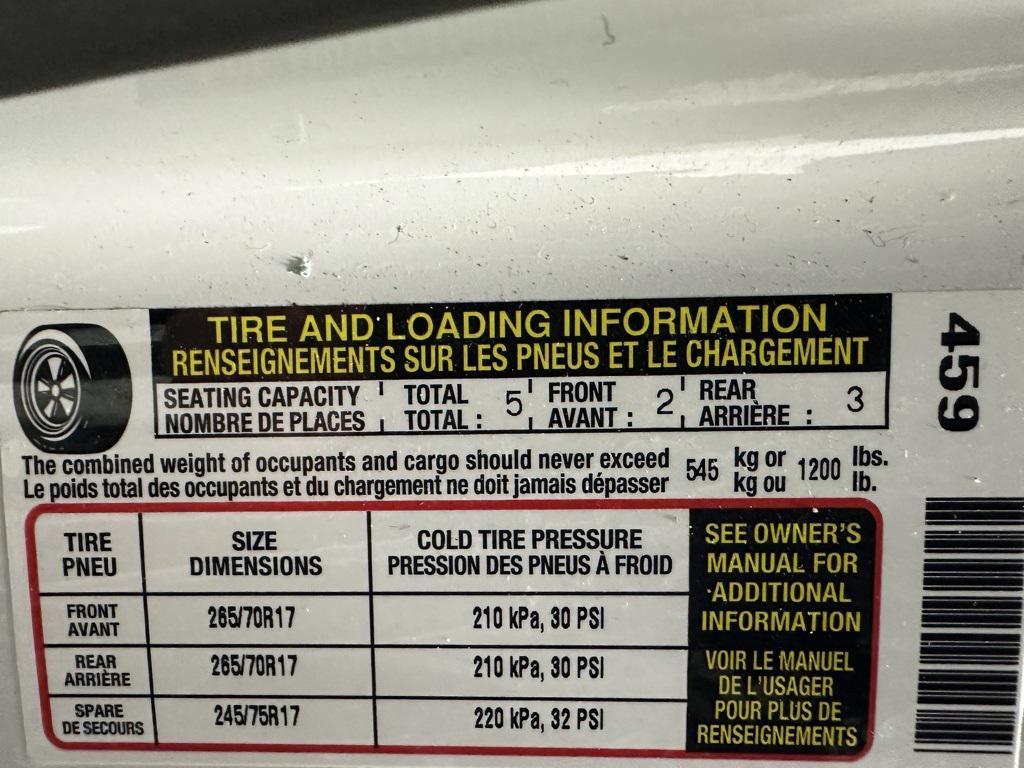 TIRE AND LOADING INFORMATION
RENSEIGNEMENTS SUR LES PNEUS ET LE CHARGEMENT
SEATING CAPACITY TOTAL 5 FRONT 2 REAR 3
NOMBRE DE PLACES TOTAL : AVANT : ARRIÈRE :
The combined weight of occupants and cargo should never exceed 545 kg or 1200 lbs.
Le poids total des occupants et du chargement ne doit jamais dépasser kg ou lb.
TIRE SIZE COLD TIRE PRESSURE
PNEU DIMENSIONS PRESSION DES PNEUS À FROID
FRONT 265/70R17 210 kPa, 30 PSI
AVANT
REAR 265/70R17 210 kPa, 30 PSI
ARRIÈRE
SPARE 245/75R17 220 kPa, 32 PSI
DE SECOURS
SEE OWNER'S
MANUAL FOR
ADDITIONAL
INFORMATION
VOIR LE MANUEL
DE L'USAGER
POUR PLUS DE
RENSEIGNEMENTS
459